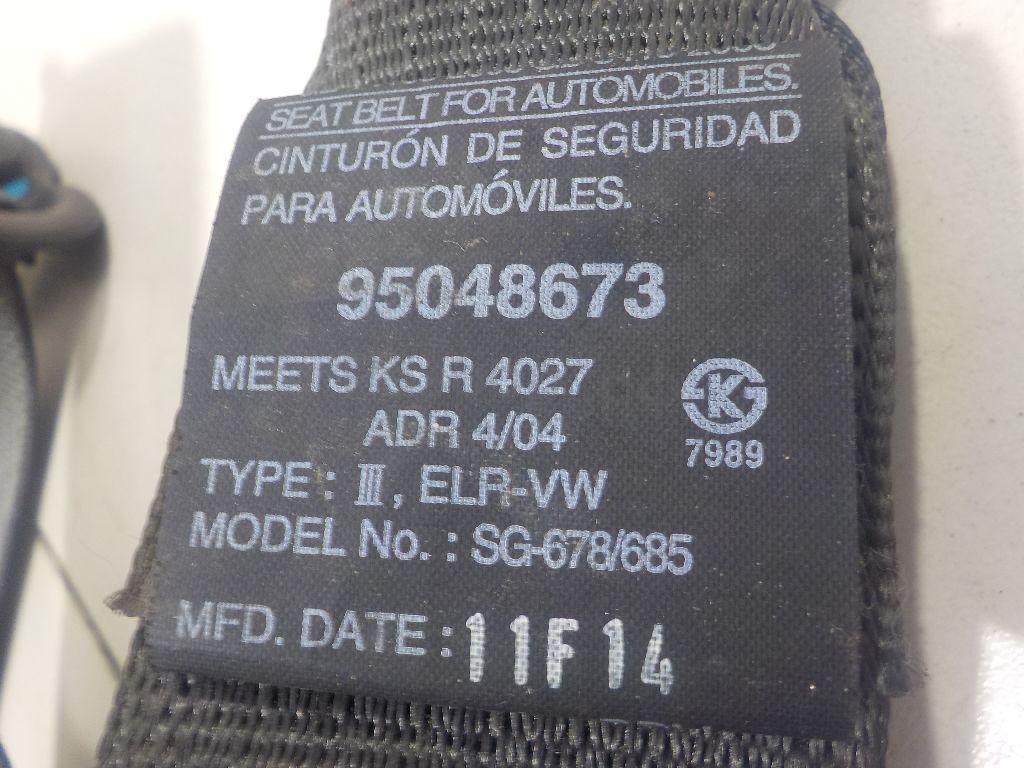 SEAT BELT FOR AUTOMOBILES.
CINTURÓN DE SEGURIDAD
PARA AUTOMÓVILES.
95048673
MEETS KS R 4027
ADR 4/04
7989
TYPE : III, ELR-VW
MODEL No. : SG-678/685
MFD. DATE : 11F14